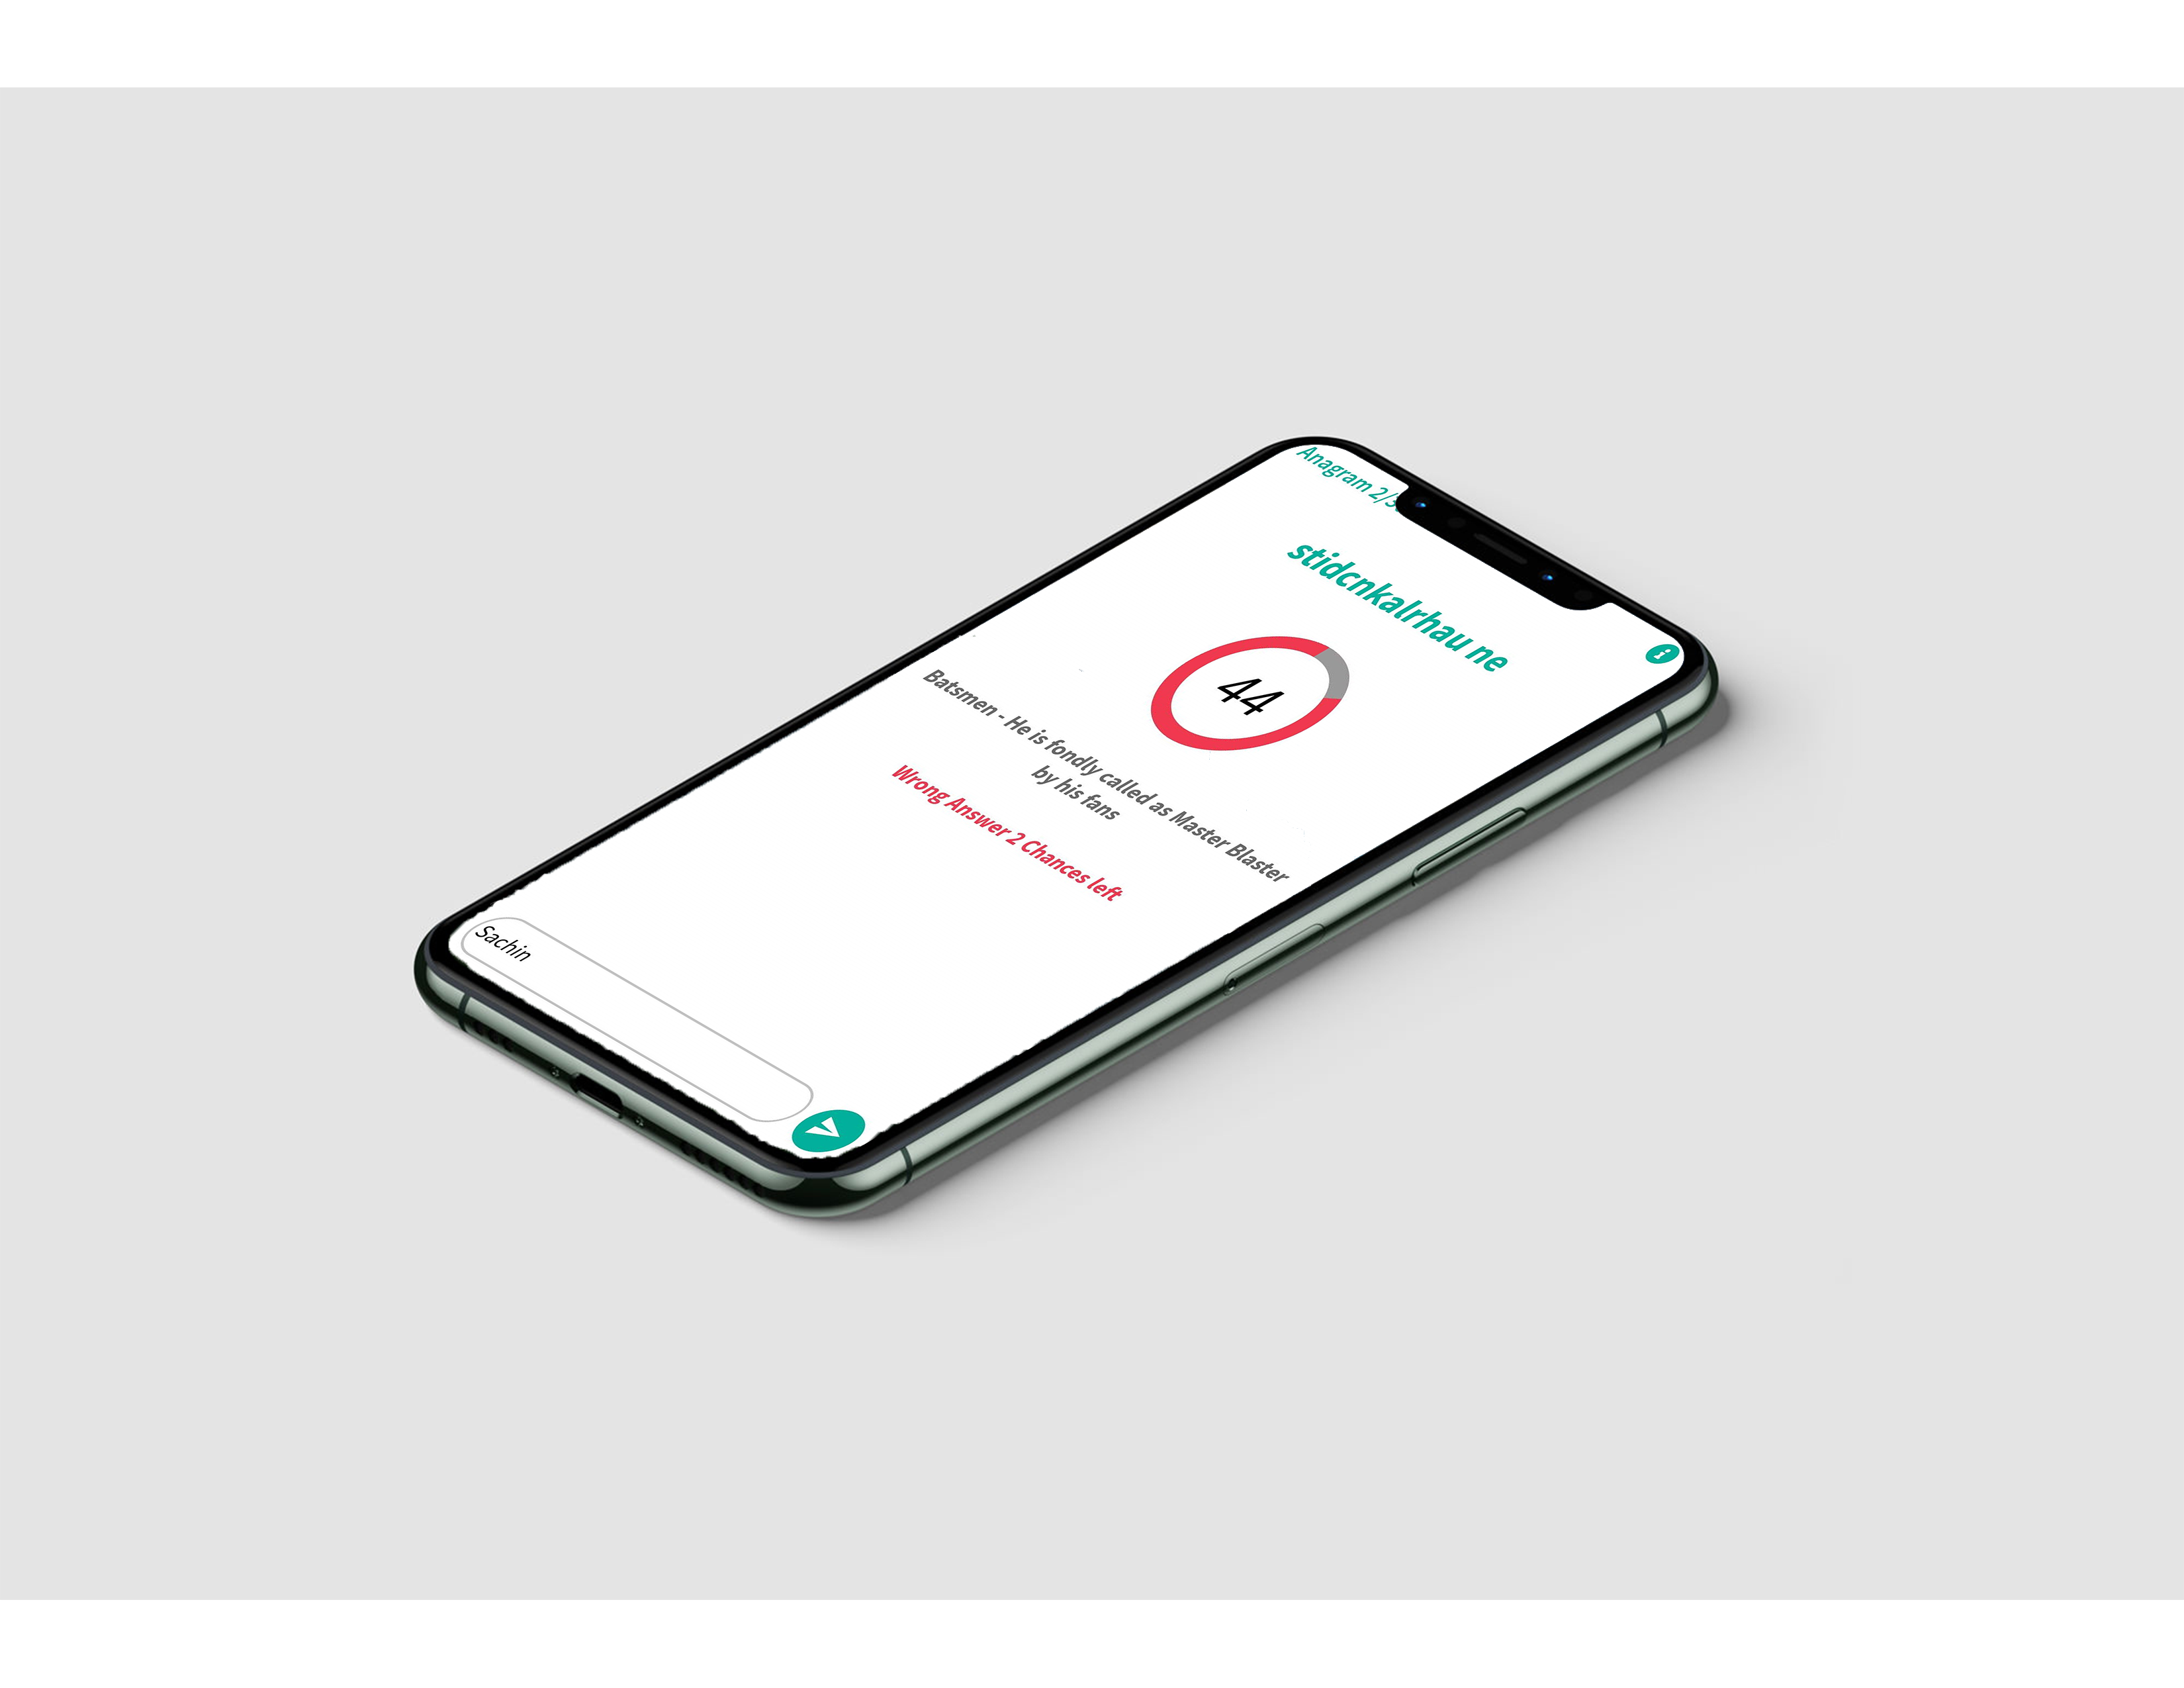 Anagram 2/3
stidcnkalrhau ne
44
Batsmen - He is fondly called as Master Blaster
by his fans
Wrong Answer 2 Chances left
Sachin